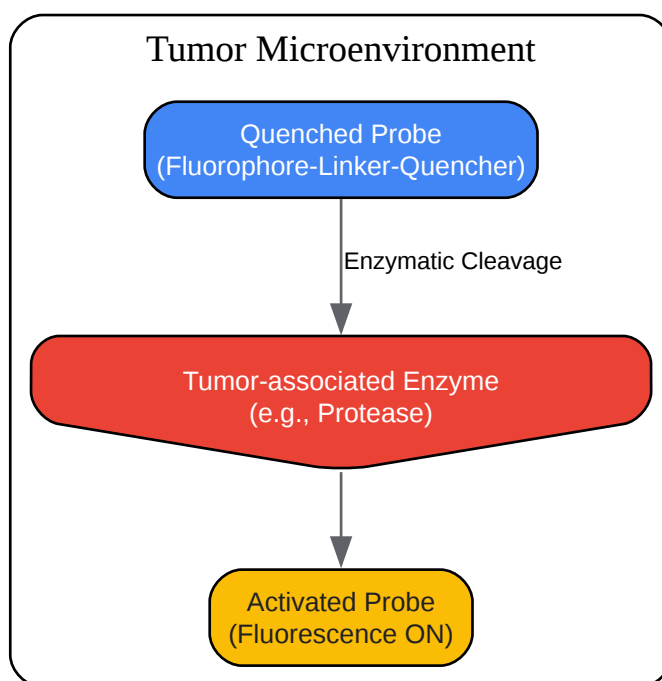 Tumor Microenvironment
Quenched Probe
(Fluorophore-Linker-Quencher)
Enzymatic Cleavage
Tumor-associated Enzyme
(e.g., Protease)
Activated Probe
(Fluorescence ON)